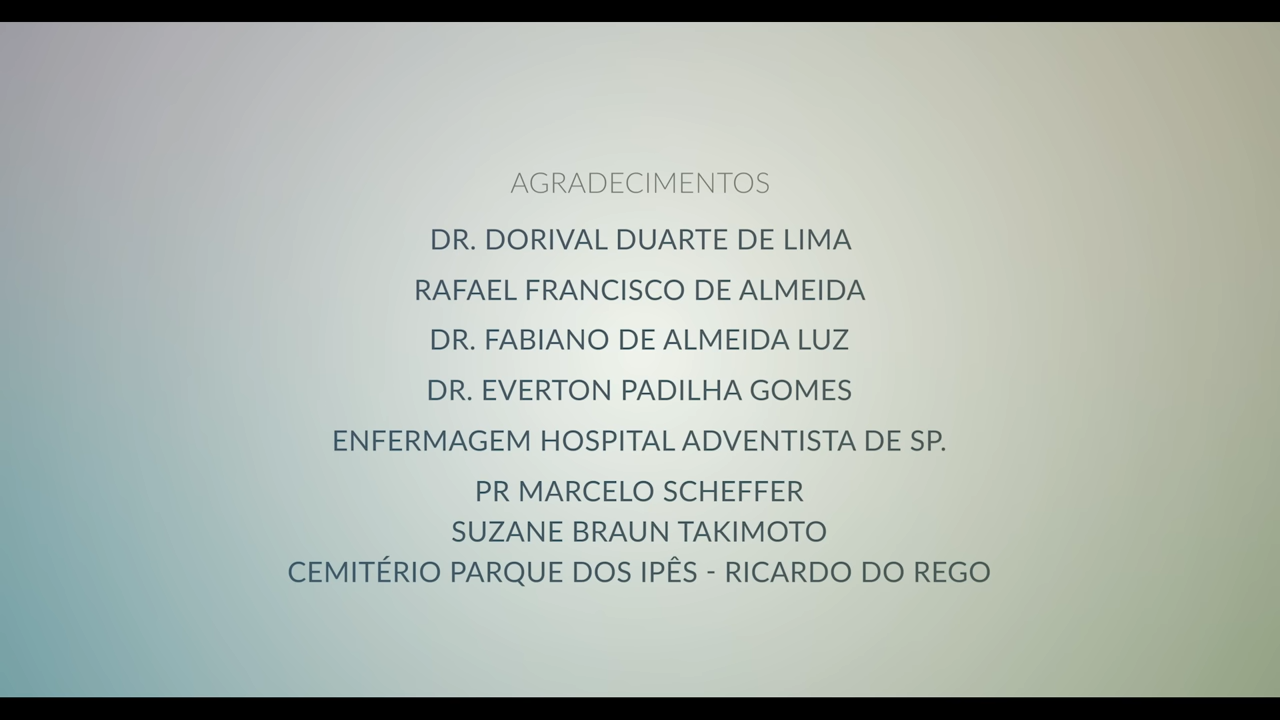 AGRADECIMENTOS
DR. DORIVAL DUARTE DE LIMA
RAFAEL FRANCISCO DE ALMEIDA
DR. FABIANO DE ALMEIDA LUZ
DR. EVERTON PADILHA GOMES
ENFERMAGEM HOSPITAL ADVENTISTA DE SP.
PR MARCELO SCHEFFER
SUZANE BRAUN TAKIMOTO
CEMITÉRIO PARQUE DOS IPÊS - RICARDO DO REGO